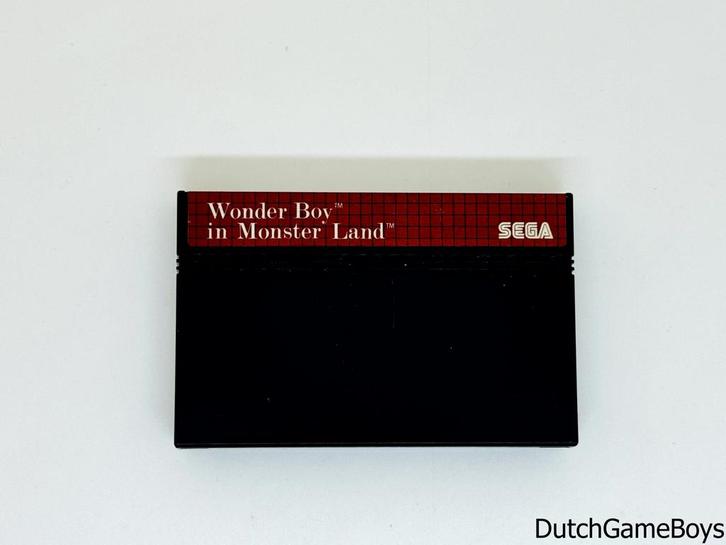 Wonder Boy™
in Monster Land™
SEGA
DutchGameBoys